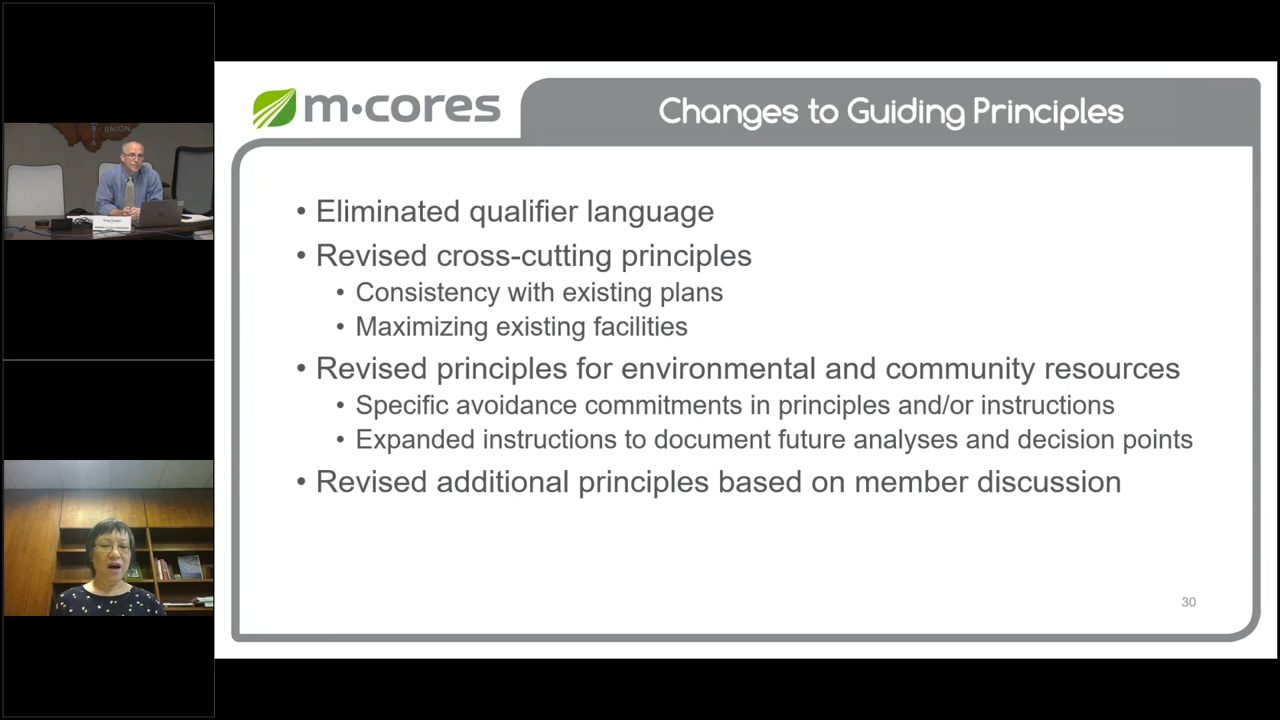 UNION
m·cores
Changes to Guiding Principles
• Eliminated qualifier language
• Revised cross-cutting principles
• Consistency with existing plans
• Maximizing existing facilities
• Revised principles for environmental and community resources
• Specific avoidance commitments in principles and/or instructions
• Expanded instructions to document future analyses and decision points
• Revised additional principles based on member discussion
30